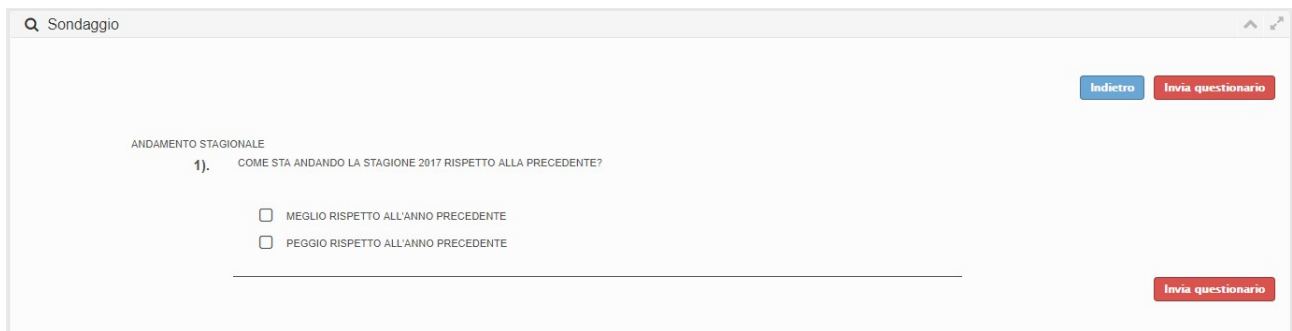 Sondaggio
Indietro Invia questionario
ANDAMENTO STAGIONALE
1). COME STA ANDANDO LA STAGIONE 2017 RISPETTO ALLA PRECEDENTE?
MEGLIO RISPETTO ALL'ANNO PRECEDENTE
PEGGIO RISPETTO ALL'ANNO PRECEDENTE
Invia questionario